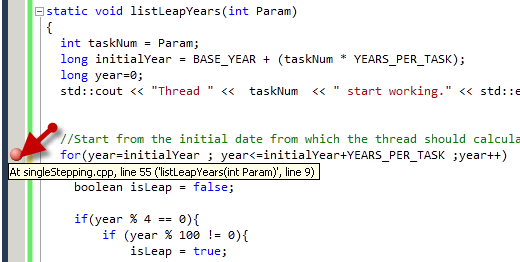 static void listLeapYears(int Param)
{
int taskNum = Param;
long initialYear = BASE_YEAR + (taskNum * YEARS_PER_TASK);
long year=0;
std::cout << "Thread " << taskNum << " start working." << std::e
//Start from the initial date from which the thread should calcula
for(year=initialYear ; year<=initialYear+YEARS_PER_TASK ;year++)
At singleStepping.cpp, line 55 ('listLeapYears(int Param)', line 9)
boolean isLeap = false;
if(year % 4 == 0){
if (year % 100 != 0){
isLeap = true;